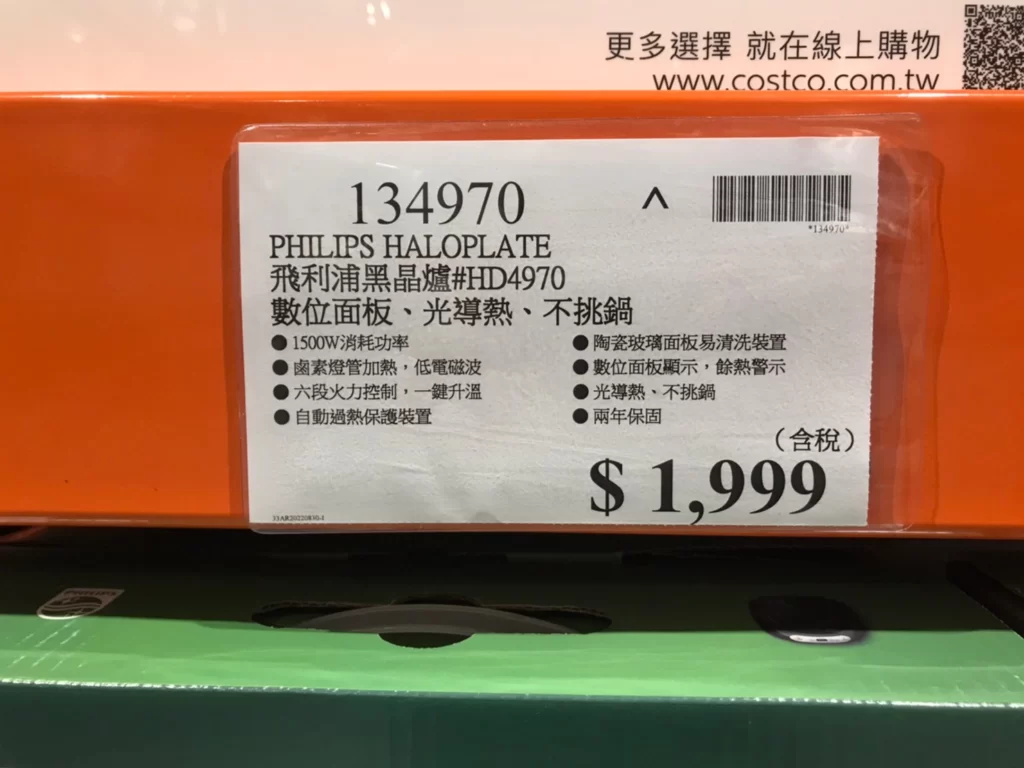 更多選擇 就在線上購物
www.costco.com.tw
134970
^
*134970*
PHILIPS HALOPLATE
飛利浦黑晶爐#HD4970
數位面板、光導熱、不挑鍋
●1500W消耗功率
●鹵素燈管加熱，低電磁波
●六段火力控制，一鍵升溫
●自動過熱保護裝置
●陶瓷玻璃面板易清洗裝置
●數位面板顯示，餘熱警示
●光導熱、不挑鍋
●兩年保固
（含稅）
$ 1,999
PHILIPS